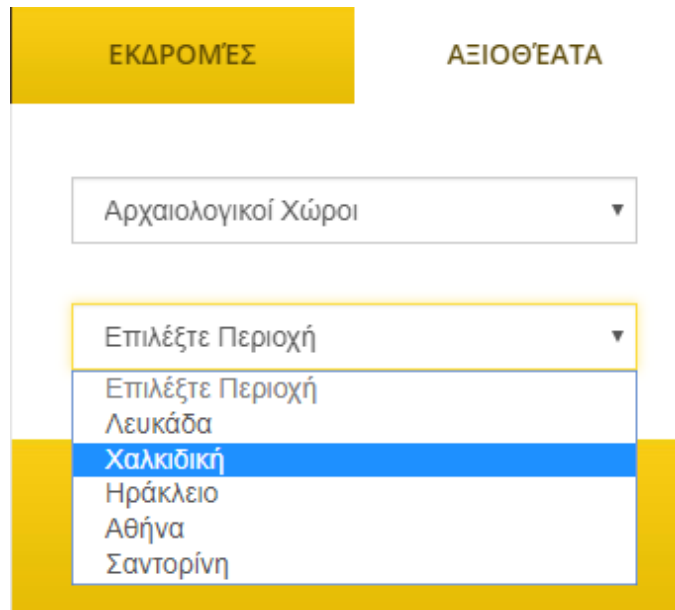 ΕΚΔΡΟΜΈΣ ΑΞΙΟΘΈΑΤΑ
Αρχαιολογικοί Χώροι
Επιλέξτε Περιοχή
Επιλέξτε Περιοχή
Λευκάδα
Χαλκιδική
Ηράκλειο
Αθήνα
Σαντορίνη